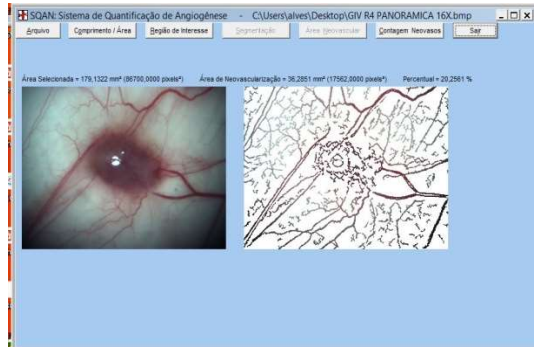 SQAN: Sistema de Quantificação de Angiogênese - C:\Users\alves\Desktop\GIV R4 PANORAMICA 16X.bmp
Arquivo Comprimento / Área Região de Interesse Segmentação Área Neovascular Contagem Neovasos Sair
Área Selecionada = 179,1322 mm² (86700,0000 pixels²) Área de Neovascularização = 36,2851 mm² (17562,0000 pixels²) Percentual = 20,2561 %